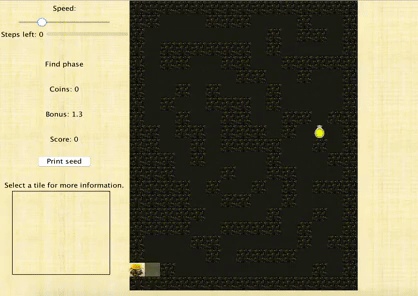 Speed:
Steps left: 0
Find phase
Coins: 0
Bonus: 1.3
Score: 0
Print seed
Select a tile for more information.